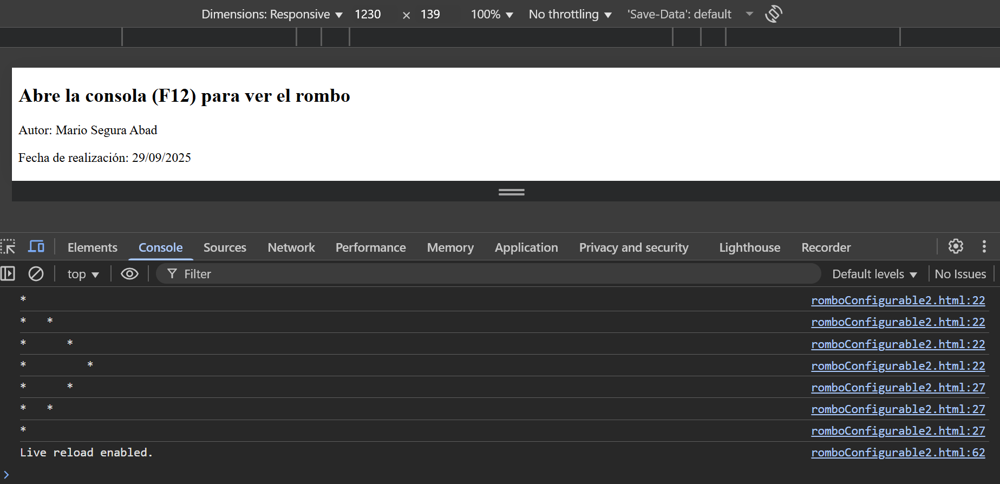 Dimensions: Responsive ▼ 1230 × 139 100% ▼ No throttling ▼ 'Save-Data': default ▼
Abre la consola (F12) para ver el rombo
Autor: Mario Segura Abad
Fecha de realización: 29/09/2025
Elements Console Sources Network Performance Memory Application Privacy and security Lighthouse Recorder
top ▼ Filter Default levels ▼ No Issues
* romboConfigurable2.html:22
*   * romboConfigurable2.html:22
*      * romboConfigurable2.html:22
*         * romboConfigurable2.html:22
*      * romboConfigurable2.html:27
*   * romboConfigurable2.html:27
* romboConfigurable2.html:27
Live reload enabled. romboConfigurable2.html:62
>